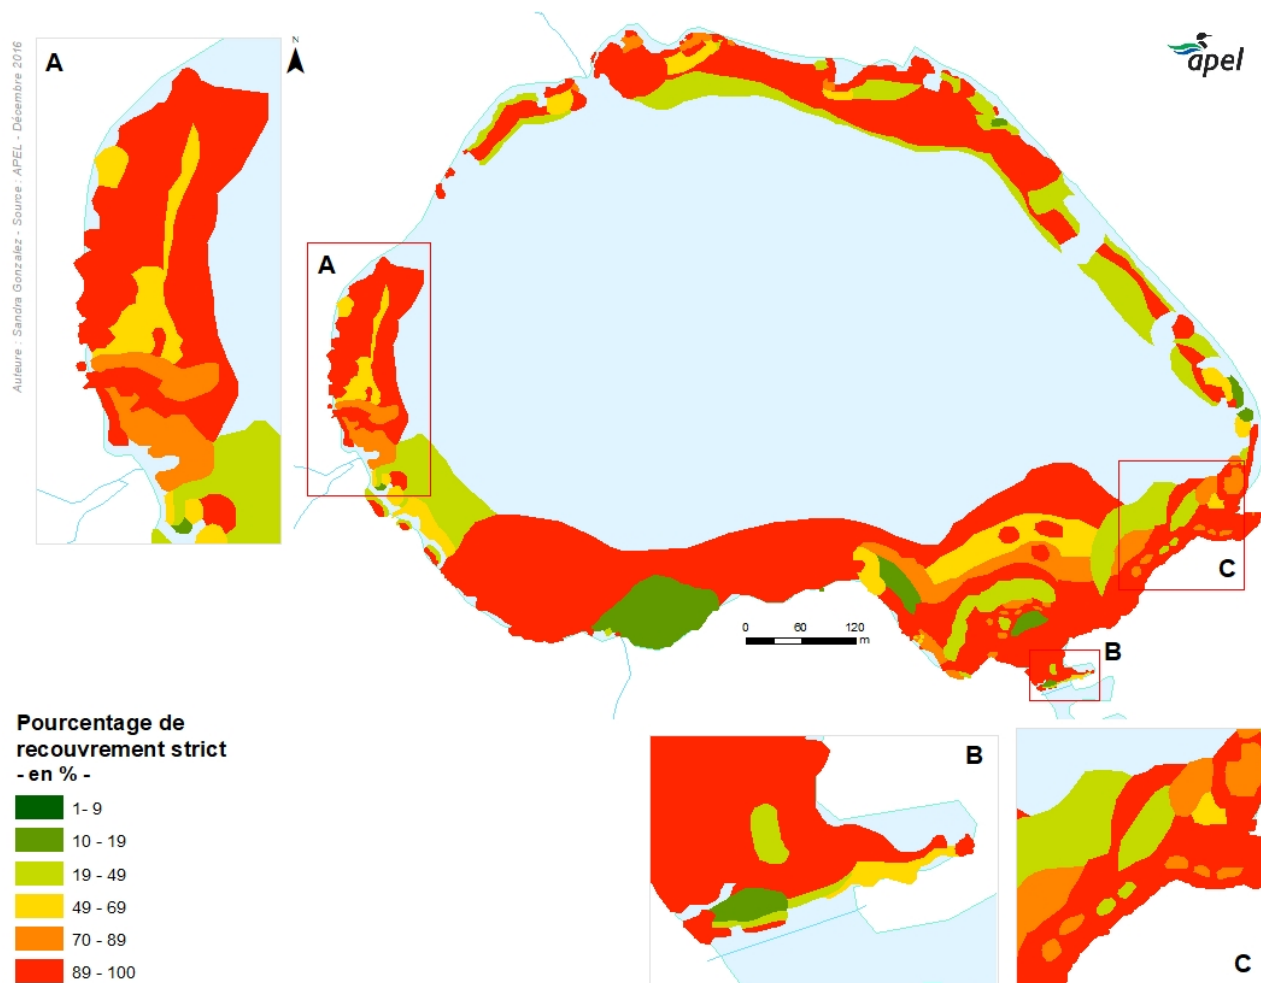 A
N
apel
Auteure : Sandra Gonzalez - Source : APEL - Décembre 2016
A
C
0 60 120
m
B
Pourcentage de
recouvrement strict
- en % -
1- 9
10 - 19
19 - 49
49 - 69
70 - 89
89 - 100
B
C